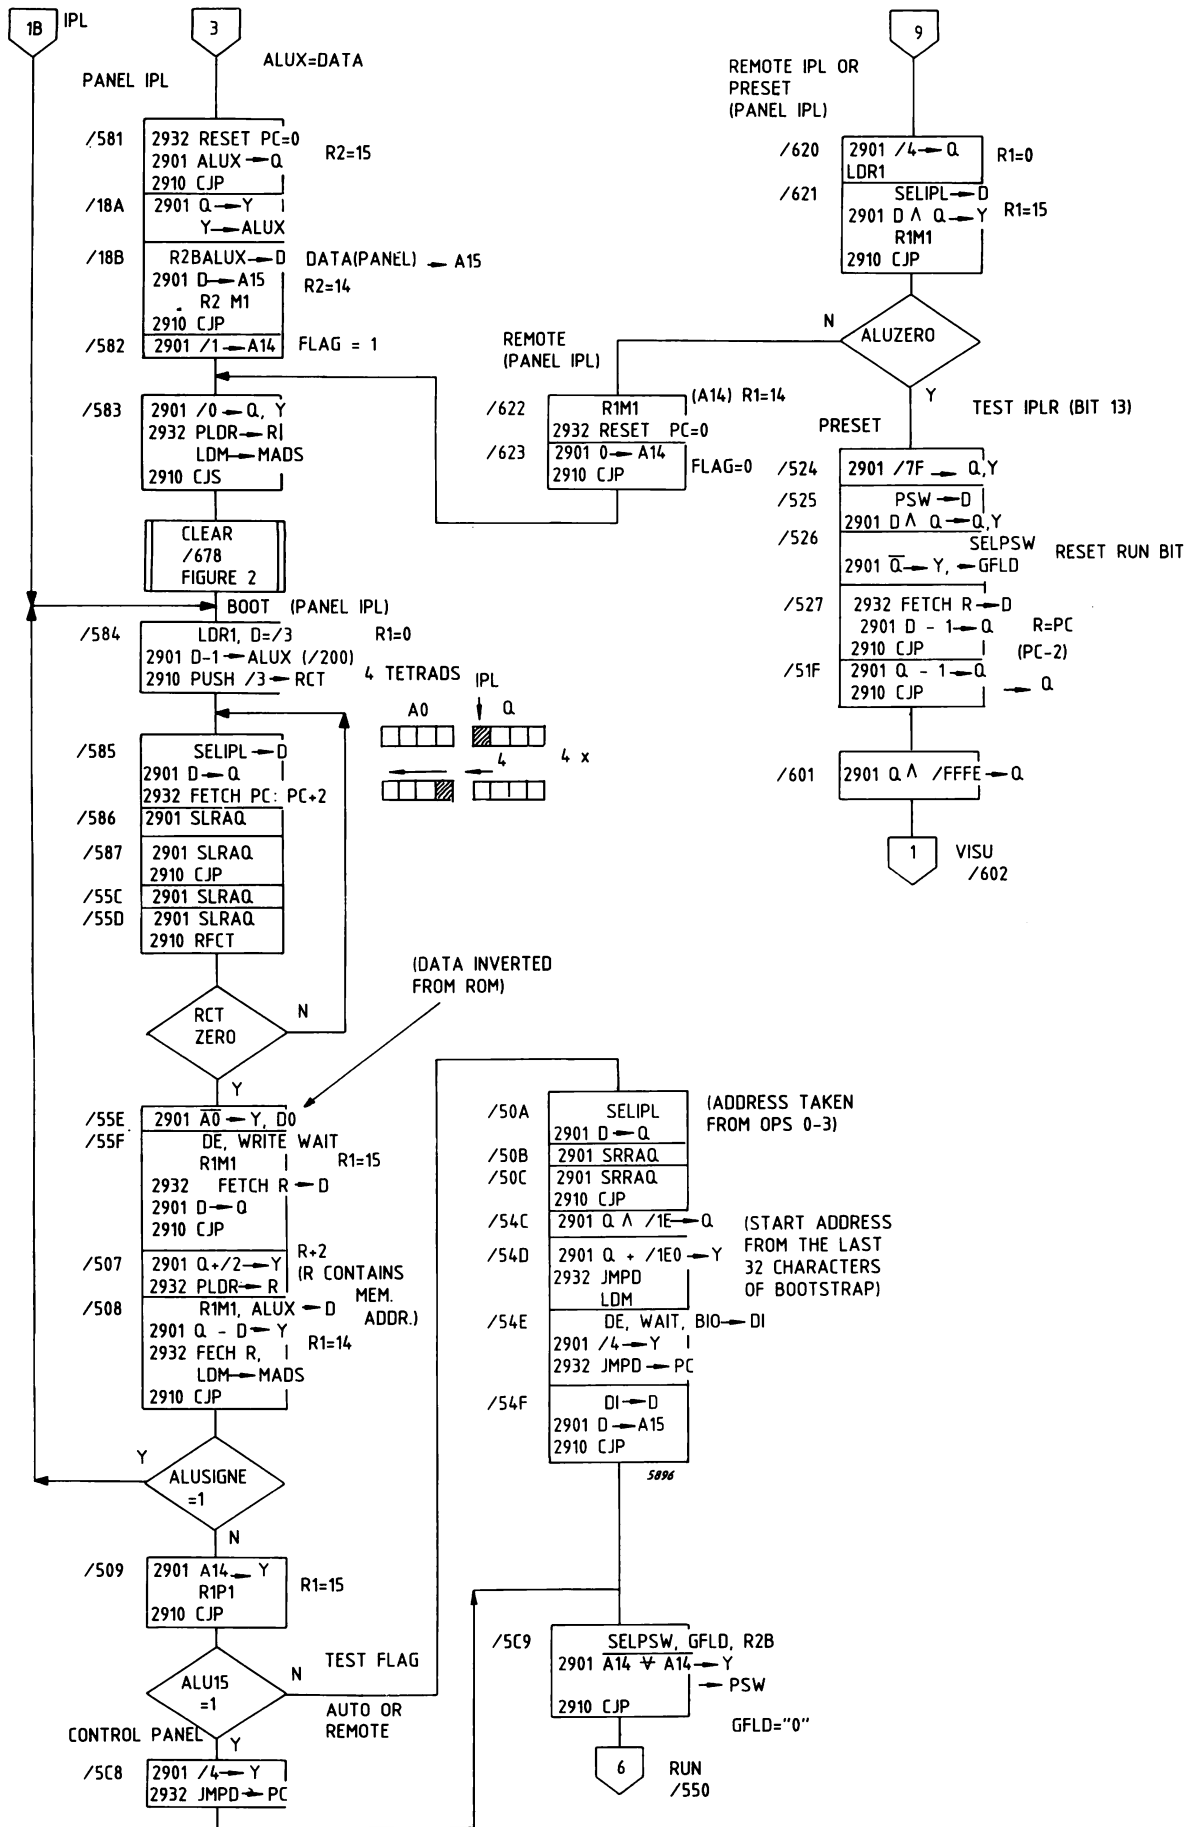 1B
IPL
3
ALUX=DATA
PANEL IPL
/581
2932 RESET PC=0
2901 ALUX → Q
2910 CJP
R2=15
/18A
2901 Q → Y
Y → ALUX
/18B
R2BALUX → D
2901 D → A15
R2 M1
2910 CJP
DATA(PANEL) → A15
R2=14
/582
2901 /1 → A14
FLAG = 1
/583
2901 /0 → Q, Y
2932 PLDR → R
LDM → MADS
2910 CJS
CLEAR
/678
FIGURE 2
BOOT (PANEL IPL)
/584
LDR1, D=/3
2901 D-1 → ALUX (/200)
2910 PUSH /3 → RCT
R1=0
4 TETRADS
IPL
A0
Q
4
4 x
/585
SELIPL → D
2901 D → Q
2932 FETCH PC: PC+2
/586
2901 SLRAQ
/587
2901 SLRAQ
2910 CJP
/55C
2901 SLRAQ
/55D
2901 SLRAQ
2910 RFCT
RCT
ZERO
N
Y
(DATA INVERTED
FROM ROM)
/55E
2901 A̅0̅ → Y, D0
/55F
DE, WRITE WAIT
R1M1
2932 FETCH R → D
2901 D → Q
2910 CJP
R1=15
/507
2901 Q+/2 → Y
2932 PLDR → R
R+2
(R CONTAINS
MEM.
ADDR.)
/508
R1M1, ALUX → D
2901 Q - D → Y
2932 FECH R,
LDM → MADS
2910 CJP
R1=14
Y
ALUSIGNE
=1
N
/509
2901 A14 → Y
R1P1
2910 CJP
R1=15
ALU15
=1
N
TEST FLAG
AUTO OR
REMOTE
CONTROL PANEL
Y
/5C8
2901 /4 → Y
2932 JMPD → PC
9
REMOTE IPL OR
PRESET
(PANEL IPL)
/620
2901 /4 → Q
LDR1
R1=0
/621
SELIPL → D
2901 D Λ Q → Y
R1M1
2910 CJP
R1=15
N
ALUZERO
Y
REMOTE
(PANEL IPL)
/622
R1M1
2932 RESET PC=0
(A14) R1=14
/623
2901 0 → A14
2910 CJP
FLAG=0
TEST IPLR (BIT 13)
PRESET
/524
2901 /7F → Q,Y
/525
PSW → D
2901 D Λ Q → Q,Y
/526
SELPSW
2901 Q̅ → Y, ← GFLD
RESET RUN BIT
/527
2932 FETCH R → D
2901 D - 1 → Q
2910 CJP
R=PC
(PC-2)
/51F
2901 Q - 1 → Q
2910 CJP
→ Q
/601
2901 Q Λ /FFFE → Q
1
VISU
/602
/50A
SELIPL
2901 D → Q
(ADDRESS TAKEN
FROM OPS 0-3)
/50B
2901 SRRAQ
/50C
2901 SRRAQ
2910 CJP
/54C
2901 Q Λ /1E → Q
/54D
2901 Q + /1E0 → Y
2932 JMPD
LDM
(START ADDRESS
FROM THE LAST
32 CHARACTERS
OF BOOTSTRAP)
/54E
DE, WAIT, BIO → DI
2901 /4 → Y
2932 JMPD → PC
/54F
DI → D
2901 D → A15
2910 CJP
5896
/5C9
SELPSW, GFLD, R2B
2901 A̅1̅4̅ ̅⊻̅ ̅A̅1̅4̅ → Y
→ PSW
2910 CJP
GFLD="0"
6
RUN
/550